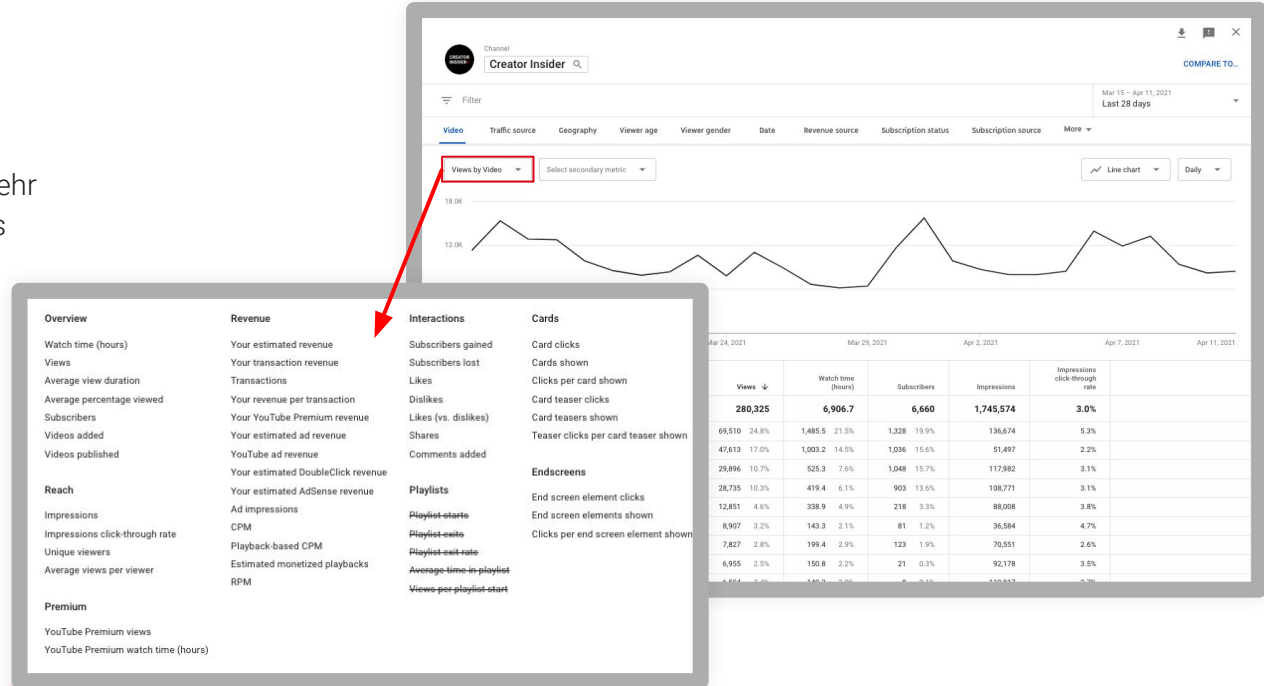 ehr
s
CREATOR
INSIDER
Channel
Creator Insider
COMPARE TO…
Filter
Mar 15 – Apr 11, 2021
Last 28 days
Video Traffic source Geography Viewer age Viewer gender Date Revenue source Subscription status Subscription source More
Views by Video Select secondary metric Line chart Daily
18.0K
12.0K
Mar 24, 2021 Mar 29, 2021 Apr 2, 2021 Apr 7, 2021 Apr 11, 2021
Views Watch time (hours) Subscribers Impressions Impressions click-through rate
280,325 6,906.7 6,660 1,745,574 3.0%
69,510 24.8% 1,485.5 21.5% 1,328 19.9% 136,674 5.3%
47,613 17.0% 1,003.2 14.5% 1,036 15.6% 51,497 2.2%
29,896 10.7% 525.3 7.6% 1,048 15.7% 117,982 3.1%
28,735 10.3% 419.4 6.1% 903 13.6% 108,771 3.1%
12,851 4.6% 338.9 4.9% 218 3.3% 88,008 3.8%
8,907 3.2% 143.3 2.1% 81 1.2% 36,584 4.7%
7,827 2.8% 199.4 2.9% 123 1.9% 70,551 2.6%
6,955 2.5% 150.8 2.2% 21 0.3% 92,178 3.5%
Overview
Watch time (hours)
Views
Average view duration
Average percentage viewed
Subscribers
Videos added
Videos published
Reach
Impressions
Impressions click-through rate
Unique viewers
Average views per viewer
Premium
YouTube Premium views
YouTube Premium watch time (hours)
Revenue
Your estimated revenue
Your transaction revenue
Transactions
Your revenue per transaction
Your YouTube Premium revenue
Your estimated ad revenue
YouTube ad revenue
Your estimated DoubleClick revenue
Your estimated AdSense revenue
Ad impressions
CPM
Playback-based CPM
Estimated monetized playbacks
RPM
Interactions
Subscribers gained
Subscribers lost
Likes
Dislikes
Likes (vs. dislikes)
Shares
Comments added
Playlists
Playlist starts
Playlist exits
Playlist exit rate
Average time in playlist
Views per playlist start
Cards
Card clicks
Cards shown
Clicks per card shown
Card teaser clicks
Card teasers shown
Teaser clicks per card teaser shown
Endscreens
End screen element clicks
End screen elements shown
Clicks per end screen element shown